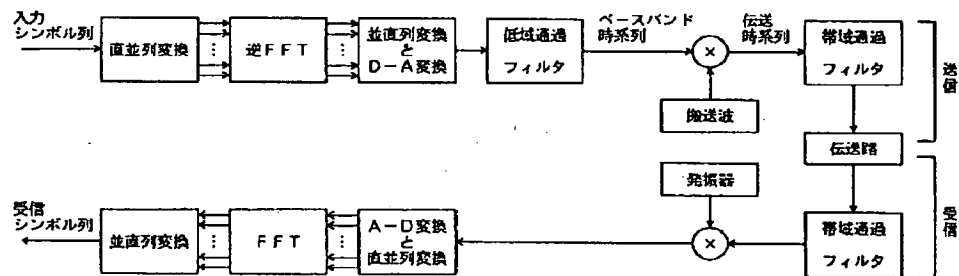 入力
シンボル列
直並列変換
逆FFT
並直列変換
と
D-A変換
低域通過
フィルタ
ベースバンド
時系列
×
搬送波
伝送
時系列
帯域通過
フィルタ
送信
伝送路
受信
シンボル列
並直列変換
FFT
A-D変換
と
直並列変換
発振器
×
帯域通過
フィルタ
受信